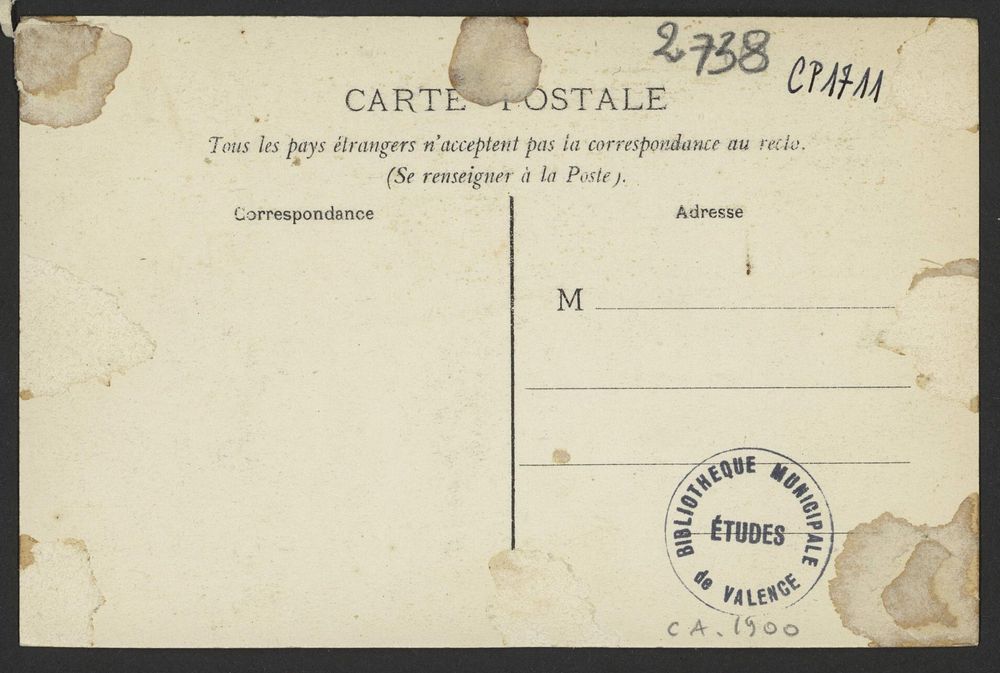 2738
CP1711
CARTE POSTALE
Tous les pays étrangers n'acceptent pas la correspondance au recto.
(Se renseigner à la Poste).
Correspondance
Adresse
M
BIBLIOTHEQUE MUNICIPALE
ÉTUDES
de VALENCE
CA. 1900